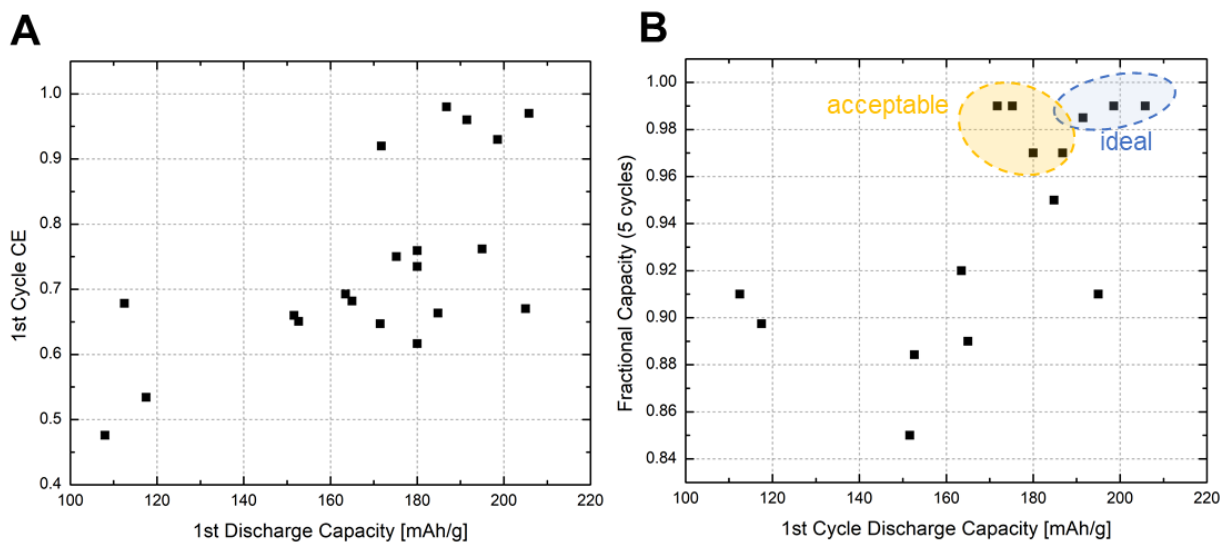 A
1st Cycle CE
1.0
0.9
0.8
0.7
0.6
0.5
0.4
100 120 140 160 180 200 220
1st Discharge Capacity [mAh/g]
B
Fractional Capacity (5 cycles)
1.00
0.98
0.96
0.94
0.92
0.90
0.88
0.86
0.84
acceptable
ideal
100 120 140 160 180 200 220
1st Cycle Discharge Capacity [mAh/g]